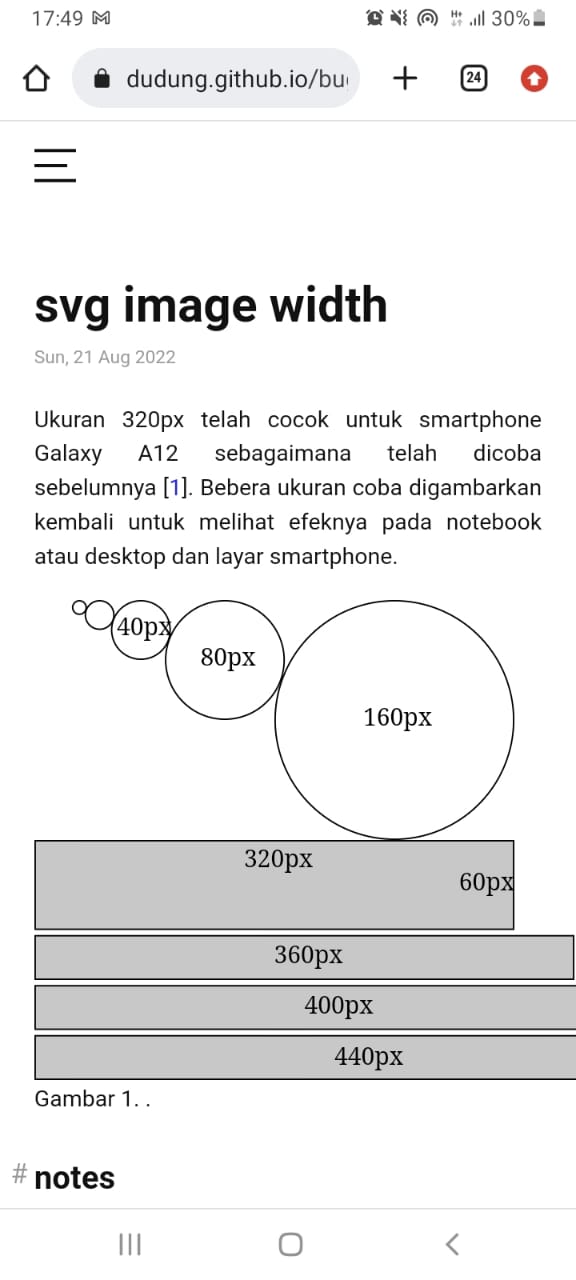 17:49 30%
dudung.github.io/bu 24
svg image width
Sun, 21 Aug 2022
Ukuran 320px telah cocok untuk smartphone
Galaxy A12 sebagaimana telah dicoba
sebelumnya [1]. Bebera ukuran coba digambarkan
kembali untuk melihat efeknya pada notebook
atau desktop dan layar smartphone.
40px
80px
160px
320px
60px
360px
400px
440px
Gambar 1. .
# notes